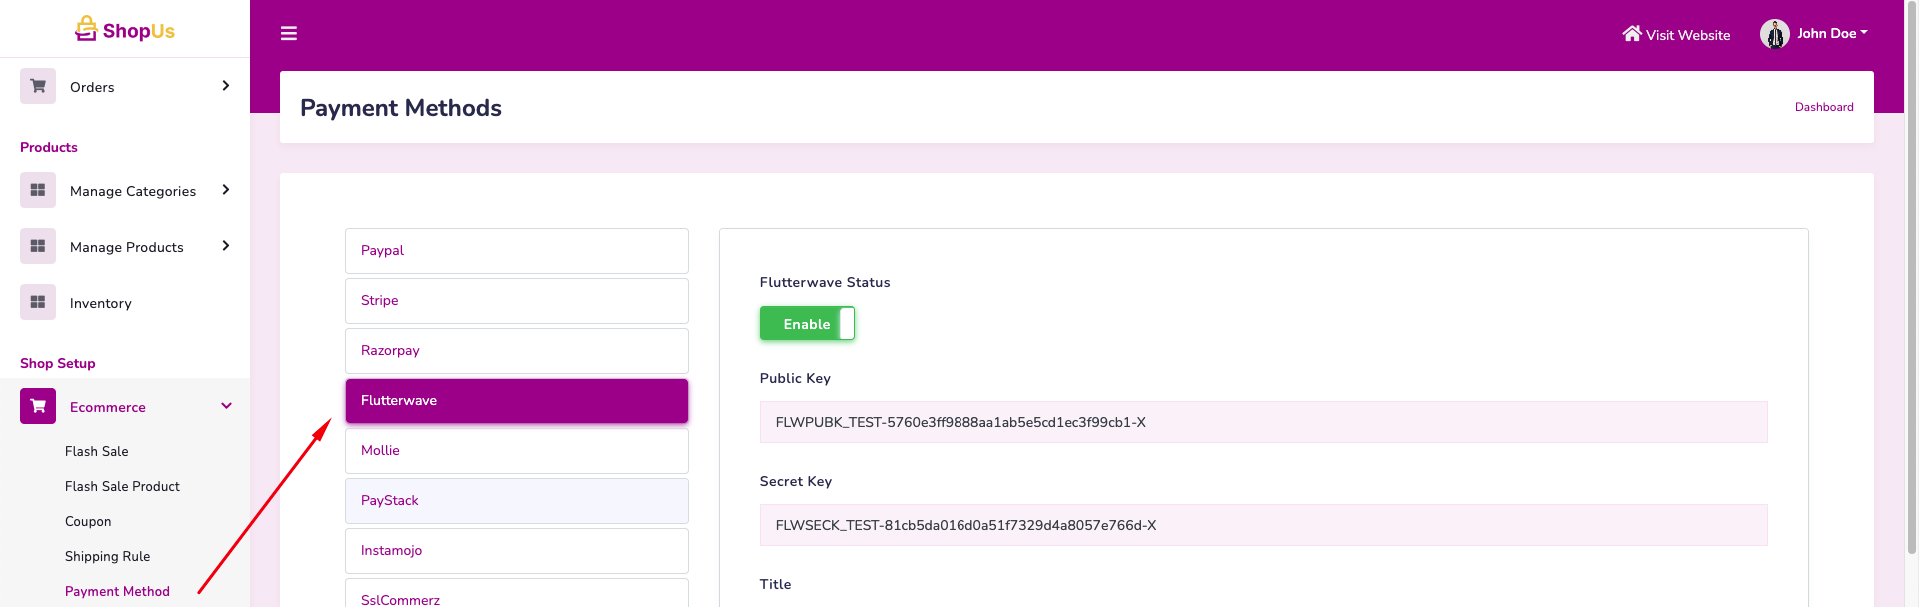 ShopUs
Visit Website
John Doe
Orders
Products
Manage Categories
Manage Products
Inventory
Shop Setup
Ecommerce
Flash Sale
Flash Sale Product
Coupon
Shipping Rule
Payment Method
Payment Methods
Dashboard
Paypal
Stripe
Razorpay
Flutterwave
Mollie
PayStack
Instamojo
SslCommerz
Flutterwave Status
Enable
Public Key
FLWPUBK_TEST-5760e3ff9888aa1ab5e5cd1ec3f99cb1-X
Secret Key
FLWSECK_TEST-81cb5da016d0a51f7329d4a8057e766d-X
Title